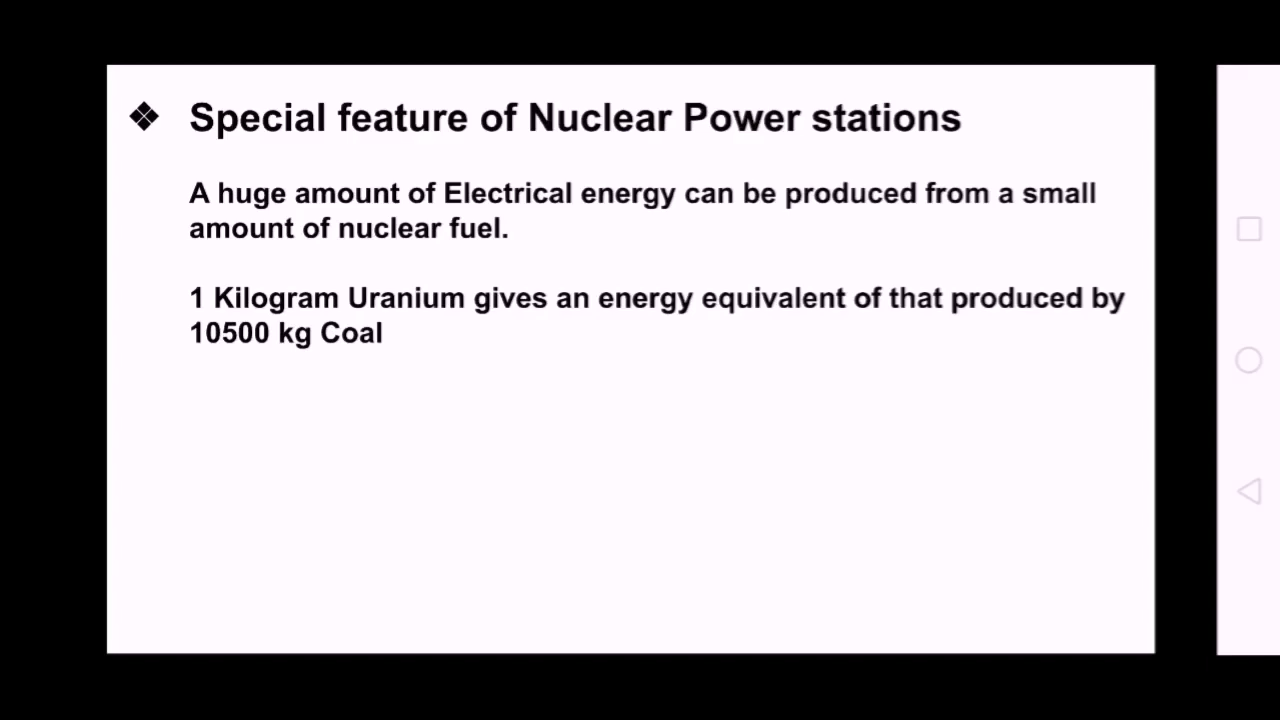 ❖ Special feature of Nuclear Power stations
A huge amount of Electrical energy can be produced from a small
amount of nuclear fuel.
1 Kilogram Uranium gives an energy equivalent of that produced by
10500 kg Coal